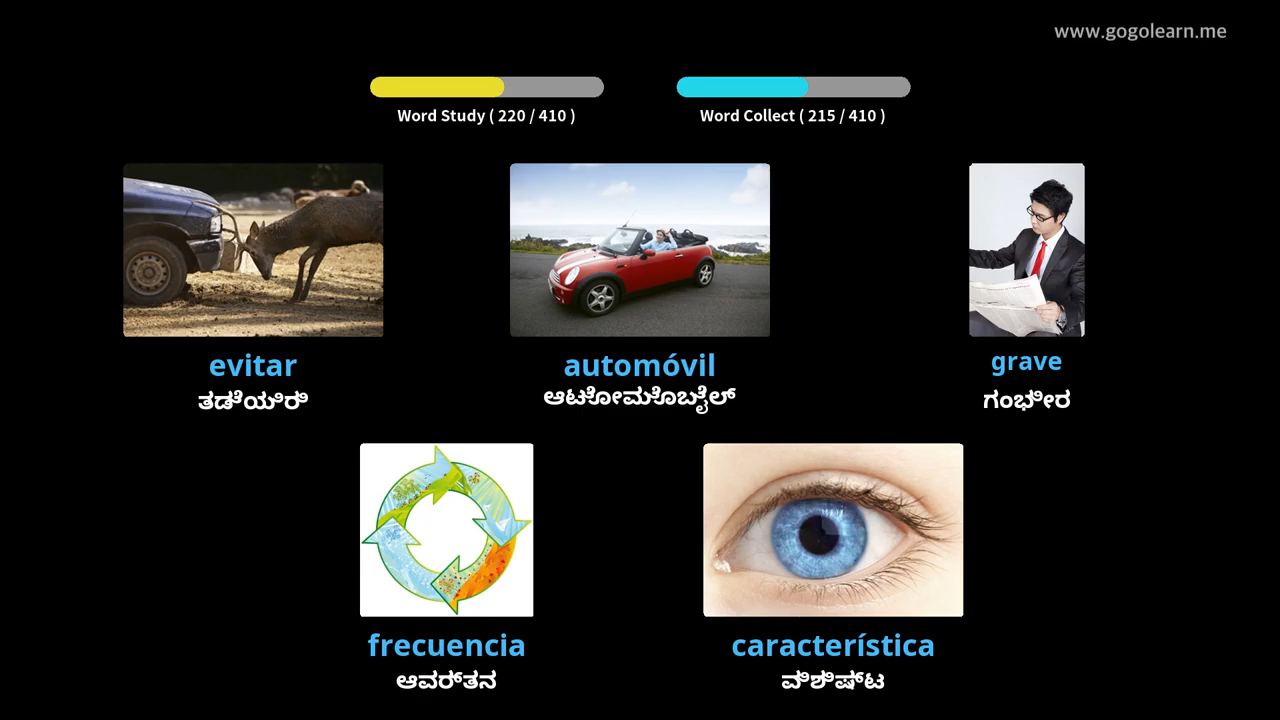 www.gogolearn.me
Word Study ( 220 / 410 )
Word Collect ( 215 / 410 )
evitar
ತಡೆಯಿರಿ
automóvil
ಆಟೋಮೊಬೈಲ್
grave
ಗಂಭೀರ
frecuencia
ಆವರ್ತನ
característica
ವಿಶಿಷ್ಟ